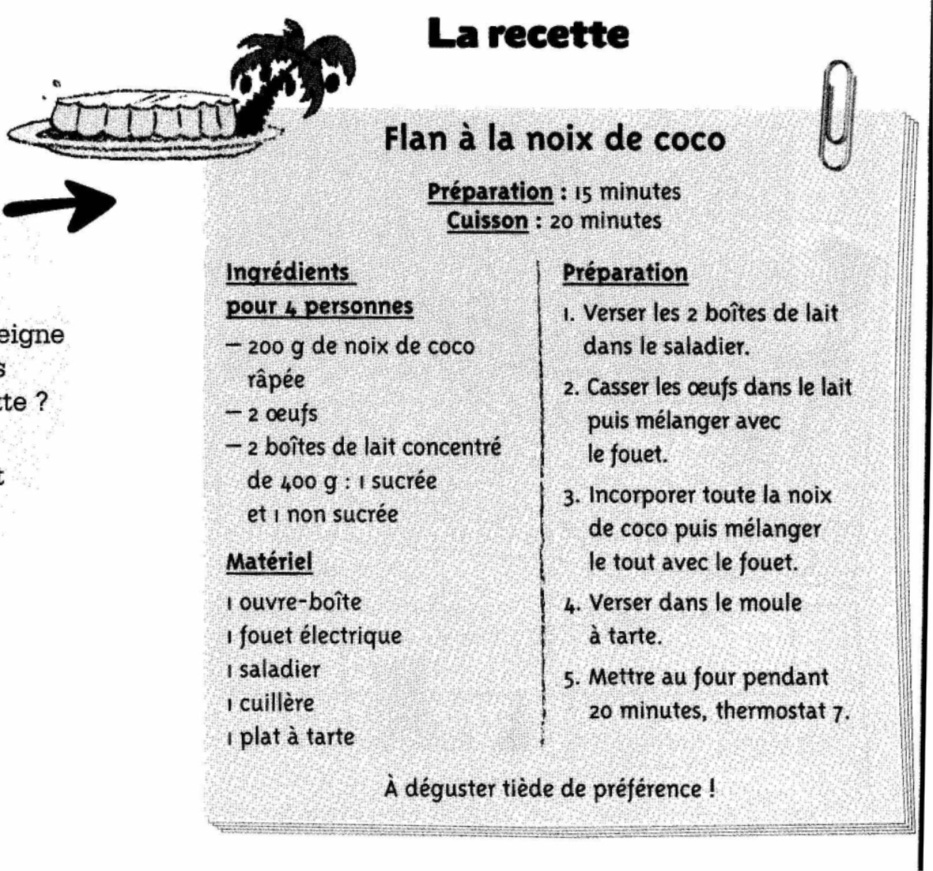 La recette
Flan à la noix de coco
Préparation : 15 minutes
Cuisson : 20 minutes
Ingrédients
pour 4 personnes
– 200 g de noix de coco
râpée
– 2 œufs
– 2 boîtes de lait concentré
de 400 g : 1 sucrée
et 1 non sucrée
Matériel
1 ouvre-boîte
1 fouet électrique
1 saladier
1 cuillère
1 plat à tarte
Préparation
1. Verser les 2 boîtes de lait
dans le saladier.
2. Casser les œufs dans le lait
puis mélanger avec
le fouet.
3. Incorporer toute la noix
de coco puis mélanger
le tout avec le fouet.
4. Verser dans le moule
à tarte.
5. Mettre au four pendant
20 minutes, thermostat 7.
À déguster tiède de préférence !